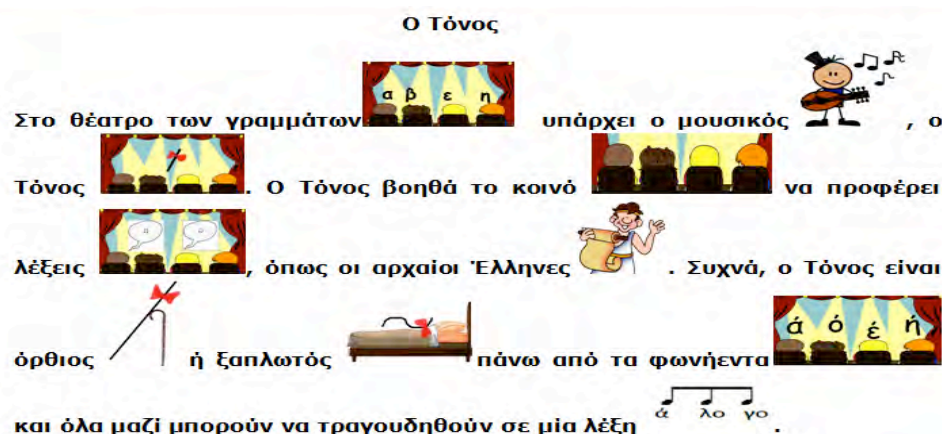 Ο Τόνος
α β ε η
Στο θέατρο των γραμμάτων υπάρχει ο μουσικός , ο
Τόνος . Ο Τόνος βοηθά το κοινό να προφέρει
λέξεις , όπως οι αρχαίοι Έλληνες . Συχνά, ο Τόνος είναι
ά ό έ ή
όρθιος ή ξαπλωτός πάνω από τα φωνήεντα
ά λο γο
και όλα μαζί μπορούν να τραγουδηθούν σε μία λέξη .